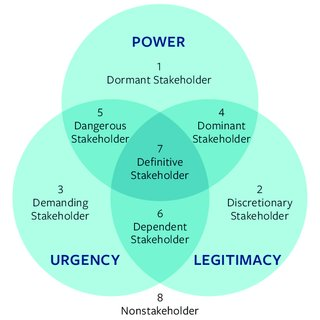 POWER
1
Dormant Stakeholder
5
Dangerous
Stakeholder
4
Dominant
Stakeholder
7
Definitive
Stakeholder
3
Demanding
Stakeholder
2
Discretionary
Stakeholder
6
Dependent
Stakeholder
URGENCY
LEGITIMACY
8
Nonstakeholder